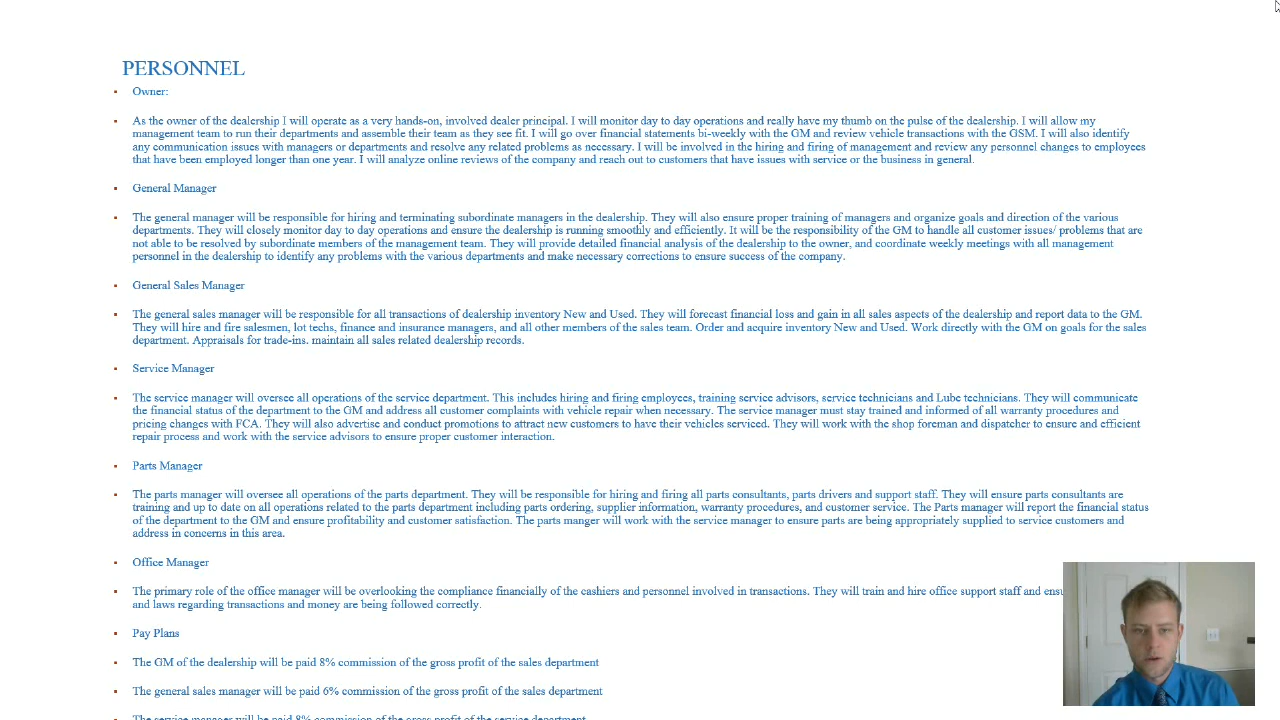 PERSONNEL
Owner:
As the owner of the dealership I will operate as a very hands-on, involved dealer principal. I will monitor day to day operations and really have my thumb on the pulse of the dealership. I will allow my
management team to run their departments and assemble their team as they see fit. I will go over financial statements bi-weekly with the GM and review vehicle transactions with the GSM. I will also identify
any communication issues with managers or departments and resolve any related problems as necessary. I will be involved in the hiring and firing of management and review any personnel changes to employees
that have been employed longer than one year. I will analyze online reviews of the company and reach out to customers that have issues with service or the business in general.
General Manager
The general manager will be responsible for hiring and terminating subordinate managers in the dealership. They will also ensure proper training of managers and organize goals and direction of the various
departments. They will closely monitor day to day operations and ensure the dealership is running smoothly and efficiently. It will be the responsibility of the GM to handle all customer issues/ problems that are
not able to be resolved by subordinate members of the management team. They will provide detailed financial analysis of the dealership to the owner, and coordinate weekly meetings with all management
personnel in the dealership to identify any problems with the various departments and make necessary corrections to ensure success of the company.
General Sales Manager
The general sales manager will be responsible for all transactions of dealership inventory New and Used. They will forecast financial loss and gain in all sales aspects of the dealership and report data to the GM.
They will hire and fire salesmen, lot techs, finance and insurance managers, and all other members of the sales team. Order and acquire inventory New and Used. Work directly with the GM on goals for the sales
department. Appraisals for trade-ins. maintain all sales related dealership records.
Service Manager
The service manager will oversee all operations of the service department. This includes hiring and firing employees, training service advisors, service technicians and Lube technicians. They will communicate
the financial status of the department to the GM and address all customer complaints with vehicle repair when necessary. The service manager must stay trained and informed of all warranty procedures and
pricing changes with FCA. They will also advertise and conduct promotions to attract new customers to have their vehicles serviced. They will work with the shop foreman and dispatcher to ensure and efficient
repair process and work with the service advisors to ensure proper customer interaction.
Parts Manager
The parts manager will oversee all operations of the parts department. They will be responsible for hiring and firing all parts consultants, parts drivers and support staff. They will ensure parts consultants are
training and up to date on all operations related to the parts department including parts ordering, supplier information, warranty procedures, and customer service. The Parts manager will report the financial status
of the department to the GM and ensure profitability and customer satisfaction. The parts manger will work with the service manager to ensure parts are being appropriately supplied to service customers and
address in concerns in this area.
Office Manager
The primary role of the office manager will be overlooking the compliance financially of the cashiers and personnel involved in transactions. They will train and hire office support staff and
and laws regarding transactions and money are being followed correctly.
Pay Plans
The GM of the dealership will be paid 8% commission of the gross profit of the sales department
The general sales manager will be paid 6% commission of the gross profit of the sales department
The service manager will be paid 8% commission of the gross profit of the service department